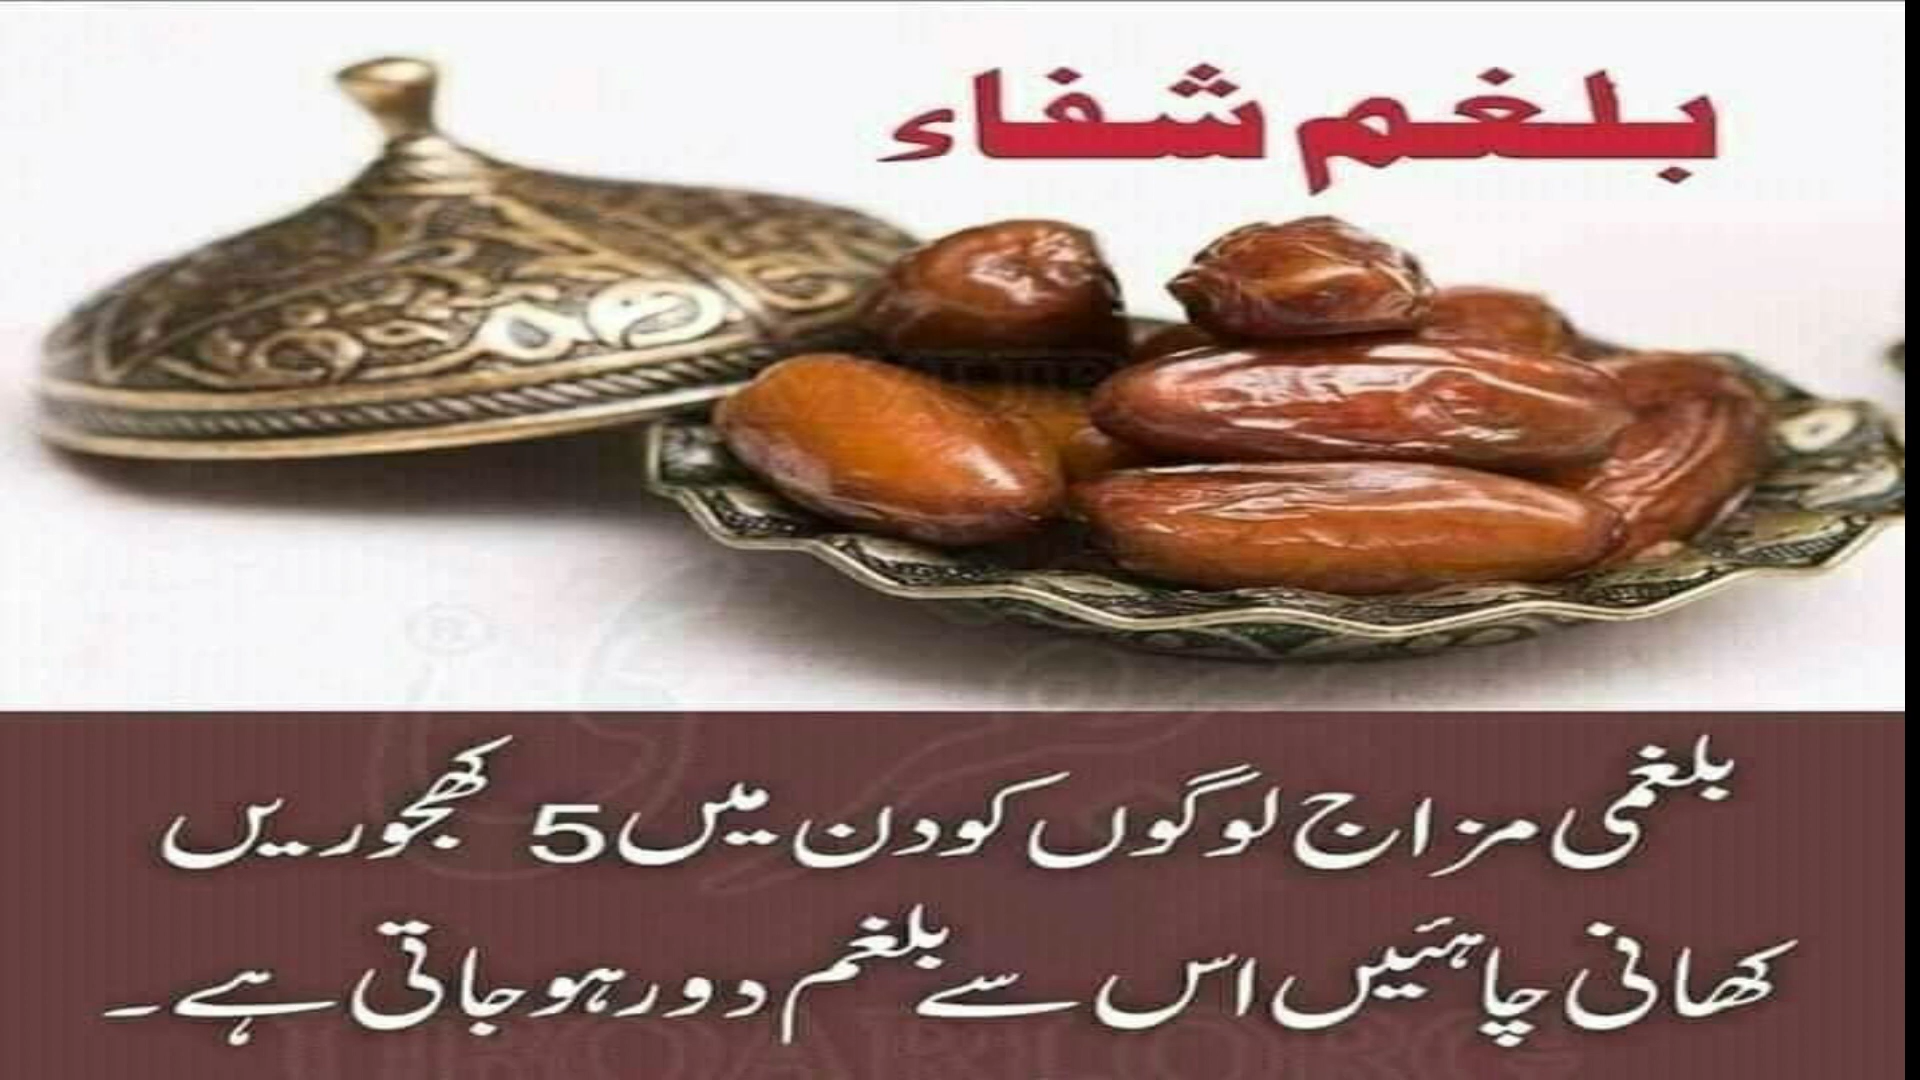 بلغم شفاء
بلغمی مزاج لوگوں کو دن میں 5 کھجوریں
کھانی چاہئیں اس سے بلغم دور ہو جاتی ہے۔